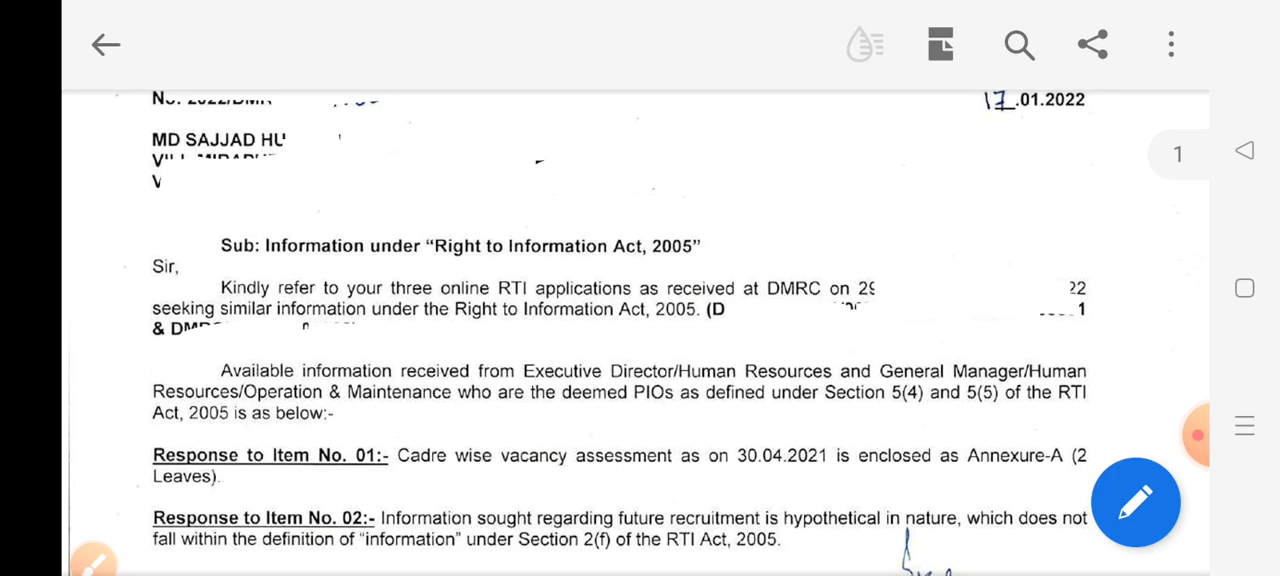 1
17.01.2022
MD SAJJAD
Sub: Information under “Right to Information Act, 2005”
Sir,
Kindly refer to your three online RTI applications as received at DMRC on 29 22
seeking similar information under the Right to Information Act, 2005. (D 1
&
Available information received from Executive Director/Human Resources and General Manager/Human
Resources/Operation & Maintenance who are the deemed PIOs as defined under Section 5(4) and 5(5) of the RTI
Act, 2005 is as below:-
Response to Item No. 01:- Cadre wise vacancy assessment as on 30.04.2021 is enclosed as Annexure-A (2
Leaves).
Response to Item No. 02:- Information sought regarding future recruitment is hypothetical in nature, which does not
fall within the definition of “information” under Section 2(f) of the RTI Act, 2005.